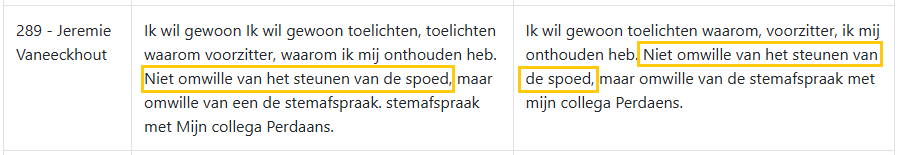 289 - Jeremie
Vaneeckhout
Ik wil gewoon Ik wil gewoon toelichten, toelichten
waarom voorzitter, waarom ik mij onthouden heb.
Niet omwille van het steunen van de spoed, maar
omwille van een de stemafspraak. stemafspraak
met Mijn collega Perdaens.
Ik wil gewoon toelichten waarom, voorzitter, ik mij
onthouden heb. Niet omwille van het steunen van
de spoed, maar omwille van de stemafspraak met
mijn collega Perdaens.